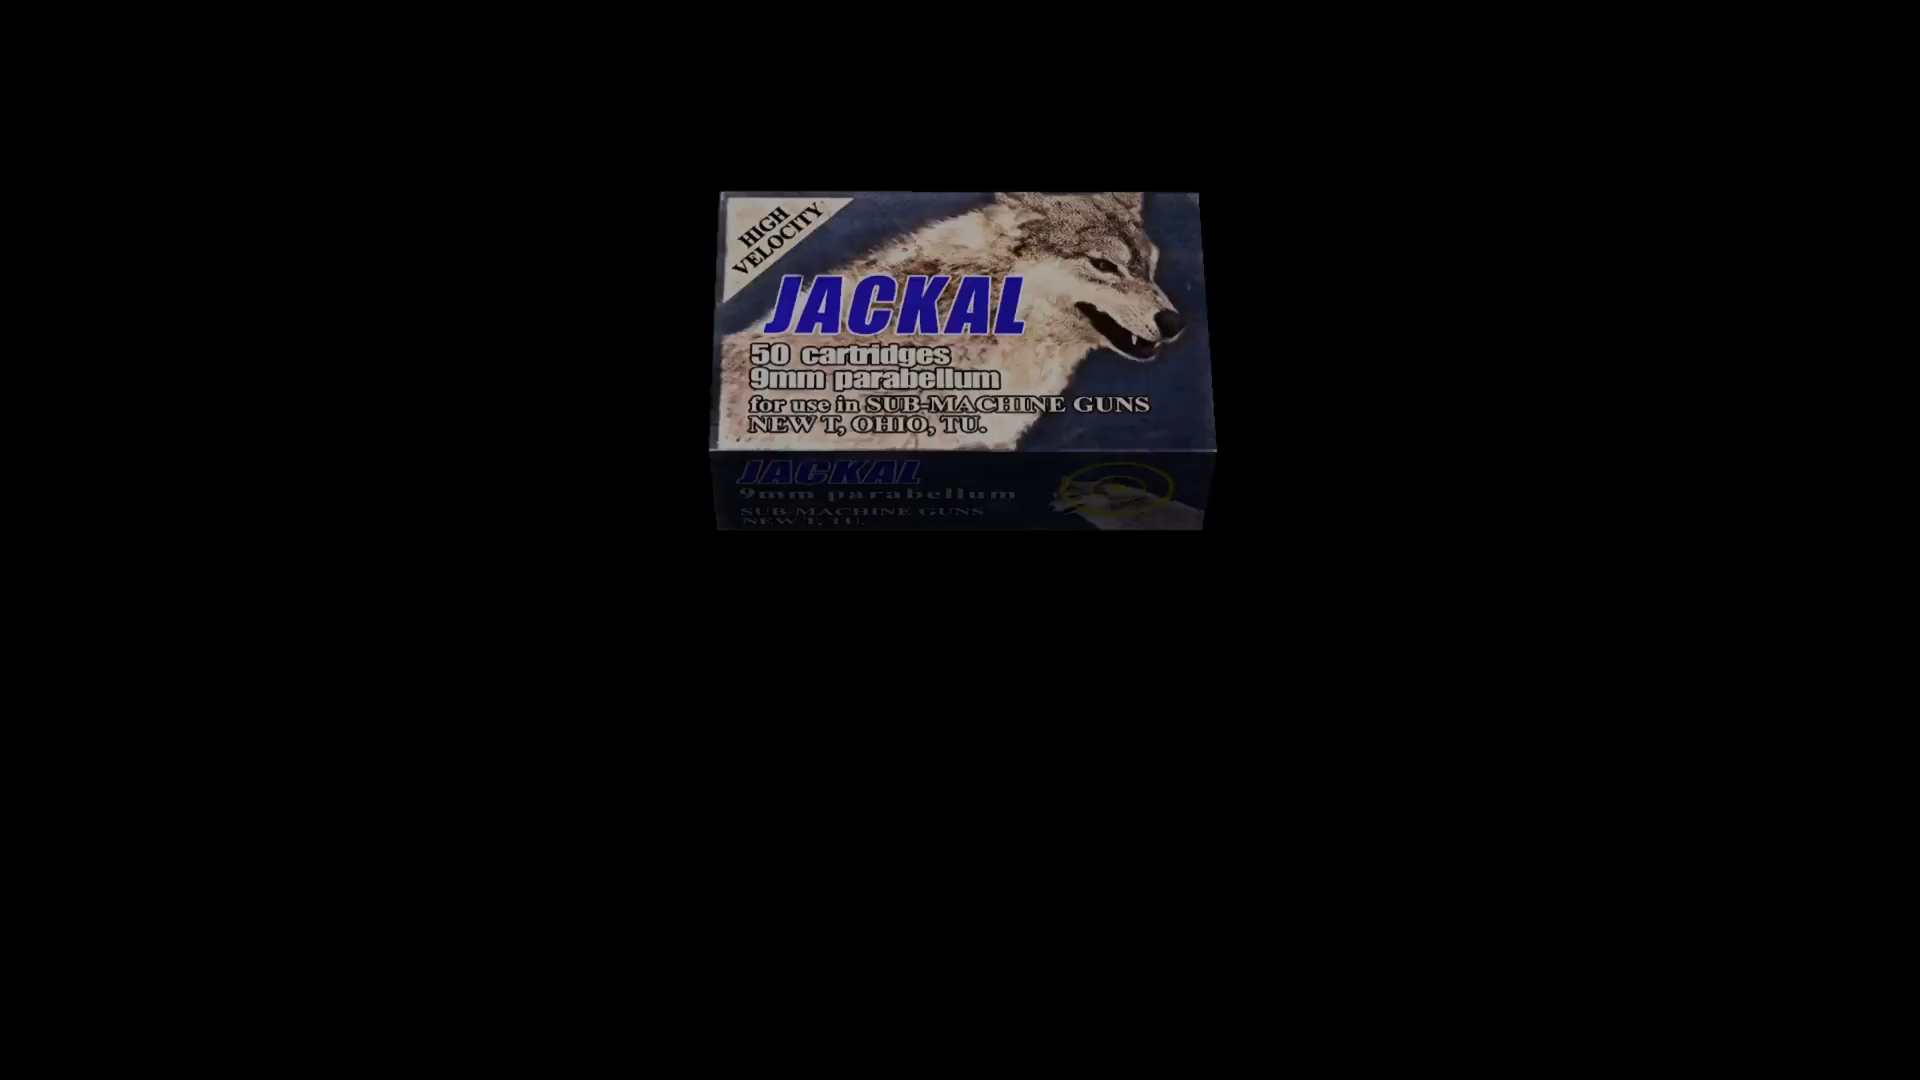 HIGH
VELOCITY
JACKAL
50 cartridges
9mm parabellum
for use in SUB-MACHINE GUNS
NEW T, OHIO, TU.
JACKAL
9mm parabellum
SUB-MACHINE GUNS
NEW T, TU.